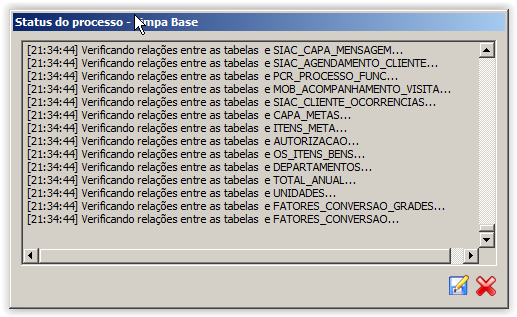 Status do processo - Limpa Base
[21:34:44] Verificando relações entre as tabelas  e SIAC_CAPA_MENSAGEM...
[21:34:44] Verificando relações entre as tabelas  e SIAC_AGENDAMENTO_CLIENTE...
[21:34:44] Verificando relações entre as tabelas  e PCR_PROCESSO_FUNC...
[21:34:44] Verificando relações entre as tabelas  e MOB_ACOMPANHAMENTO_VISITA...
[21:34:44] Verificando relações entre as tabelas  e SIAC_CLIENTE_OCORRENCIAS...
[21:34:44] Verificando relações entre as tabelas  e CAPA_METAS...
[21:34:44] Verificando relações entre as tabelas  e ITENS_META...
[21:34:44] Verificando relações entre as tabelas  e AUTORIZACAO...
[21:34:44] Verificando relações entre as tabelas  e OS_ITENS_BENS...
[21:34:44] Verificando relações entre as tabelas  e DEPARTAMENTOS...
[21:34:44] Verificando relações entre as tabelas  e TOTAL_ANUAL...
[21:34:44] Verificando relações entre as tabelas  e UNIDADES...
[21:34:44] Verificando relações entre as tabelas  e FATORES_CONVERSAO_GRADES...
[21:34:44] Verificando relações entre as tabelas  e FATORES_CONVERSAO...